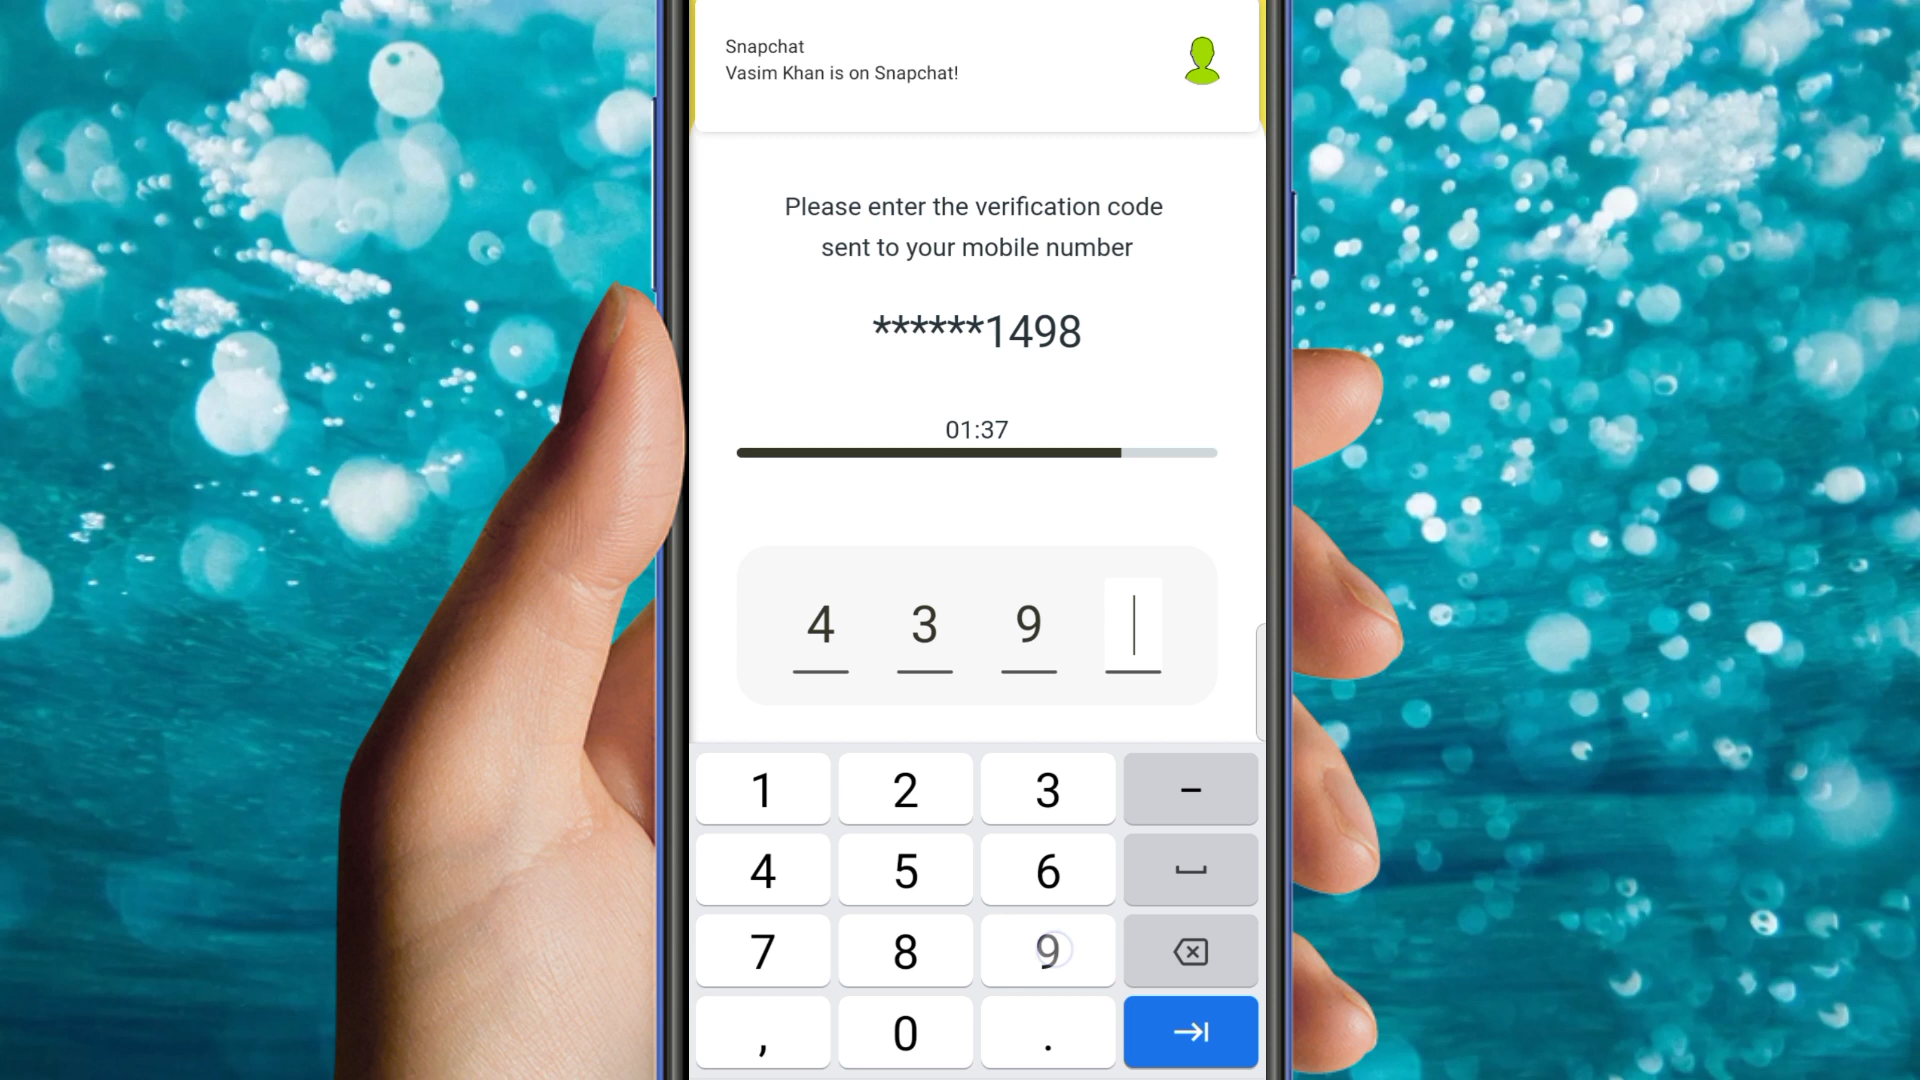 Snapchat
Vasim Khan is on Snapchat!
Please enter the verification code
sent to your mobile number
******1498
01:37
4 3 9
1 2 3 -
4 5 6
7 8 9
, 0 .